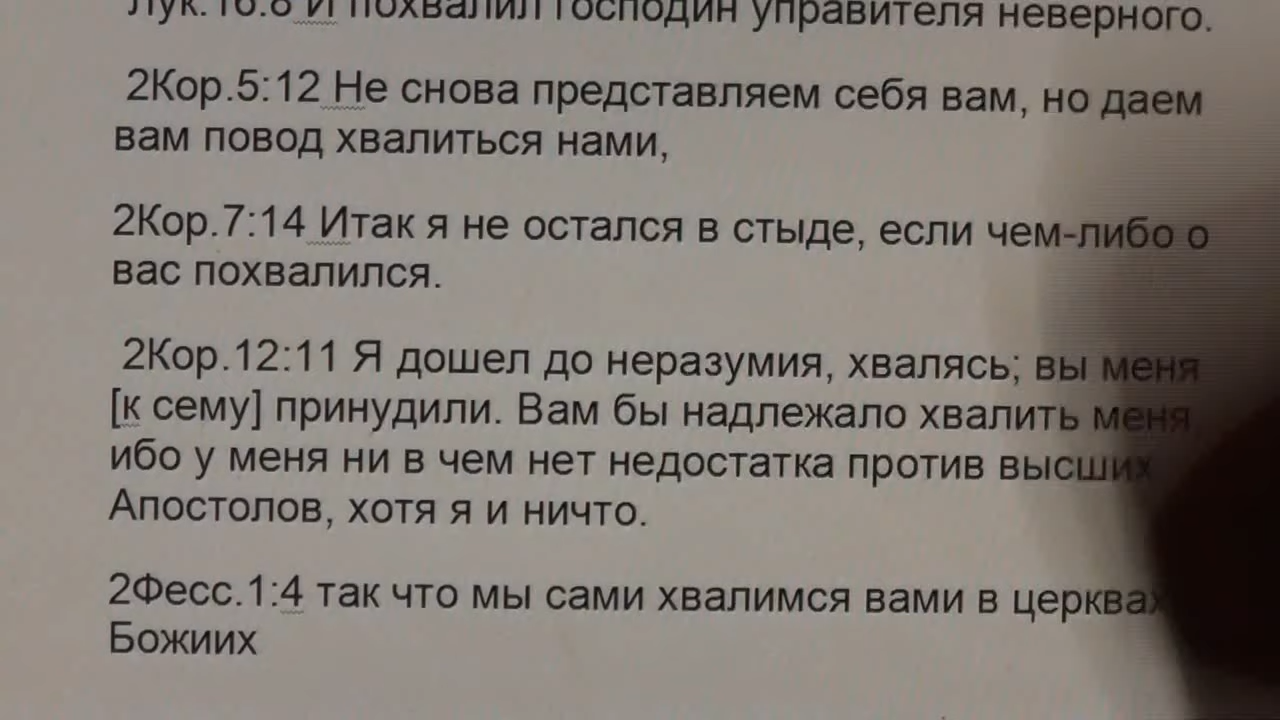 Лук.16:8 И похвалил господин управителя неверного.
2Кор.5:12 Не снова представляем себя вам, но даем
вам повод хвалиться нами,
2Кор.7:14 Итак я не остался в стыде, если чем-либо о
вас похвалился.
2Кор.12:11 Я дошел до неразумия, хвалясь; вы меня
[к сему] принудили. Вам бы надлежало хвалить меня
ибо у меня ни в чем нет недостатка против высших
Апостолов, хотя я и ничто.
2Фесс.1:4 так что мы сами хвалимся вами в церквах
Божиих